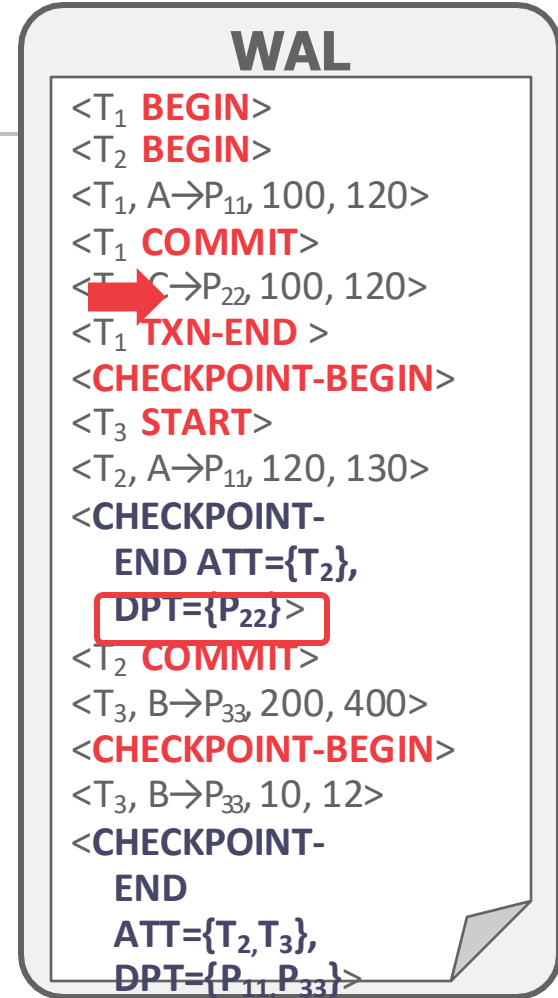 WAL
<T₁ BEGIN>
<T₂ BEGIN>
<T₁, A→P₁₁, 100, 120>
<T₁ COMMIT>
<T C→P₂₂, 100, 120>
<T₁ TXN-END >
<CHECKPOINT-BEGIN>
<T₃ START>
<T₂, A→P₁₁, 120, 130>
<CHECKPOINT-
END ATT={T₂},
DPT={P₂₂}>
<T₂ COMMIT>
<T₃, B→P₃₃, 200, 400>
<CHECKPOINT-BEGIN>
<T₃, B→P₃₃, 10, 12>
<CHECKPOINT-
END
ATT={T₂,T₃},
DPT={P₁₁,P₃₃}>